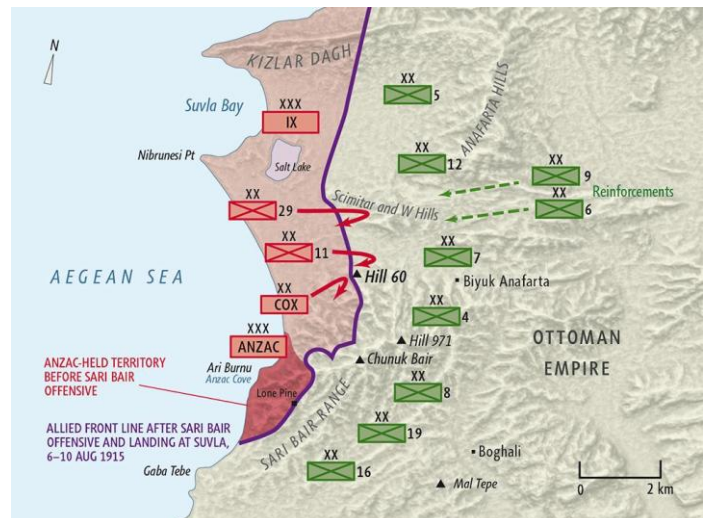 N
KIZLAR DAGH
Suvla Bay
XXX
IX
XX
5
ANAFARTA HILLS
Nibrunesi Pt
Salt Lake
XX
12
XX
9
Reinforcements
XX
6
Scimitar and W Hills
XX
29
XX
11
XX
7
Hill 60
Biyuk Anafarta
AEGEAN SEA
XX
COX
XX
4
XXX
ANZAC
Hill 971
OTTOMAN
EMPIRE
Ari Burnu
Anzac Cove
Chunuk Bair
ANZAC-HELD TERRITORY
BEFORE SARI BAIR
OFFENSIVE
Lone Pine
XX
8
SARI BAIR RANGE
ALLIED FRONT LINE AFTER SARI BAIR
OFFENSIVE AND LANDING AT SUVLA,
6–10 AUG 1915
XX
19
Boghali
Gaba Tebe
XX
16
Mal Tepe
0 2 km